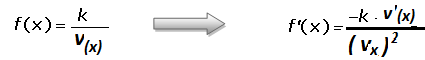 f(x) = k / v(x) f'(x) = -k · v'(x) / (vx)²